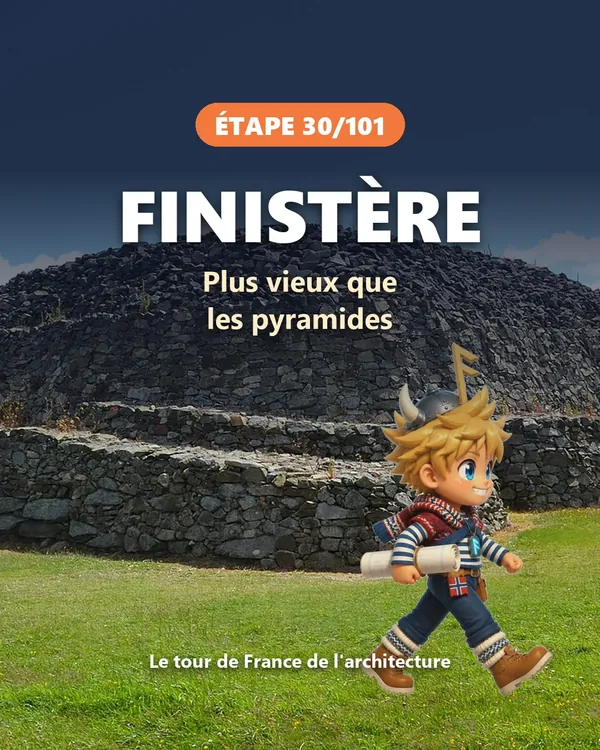 ÉTAPE 30/101
FINISTÈRE
Plus vieux que
les pyramides
Le tour de France de l'architecture